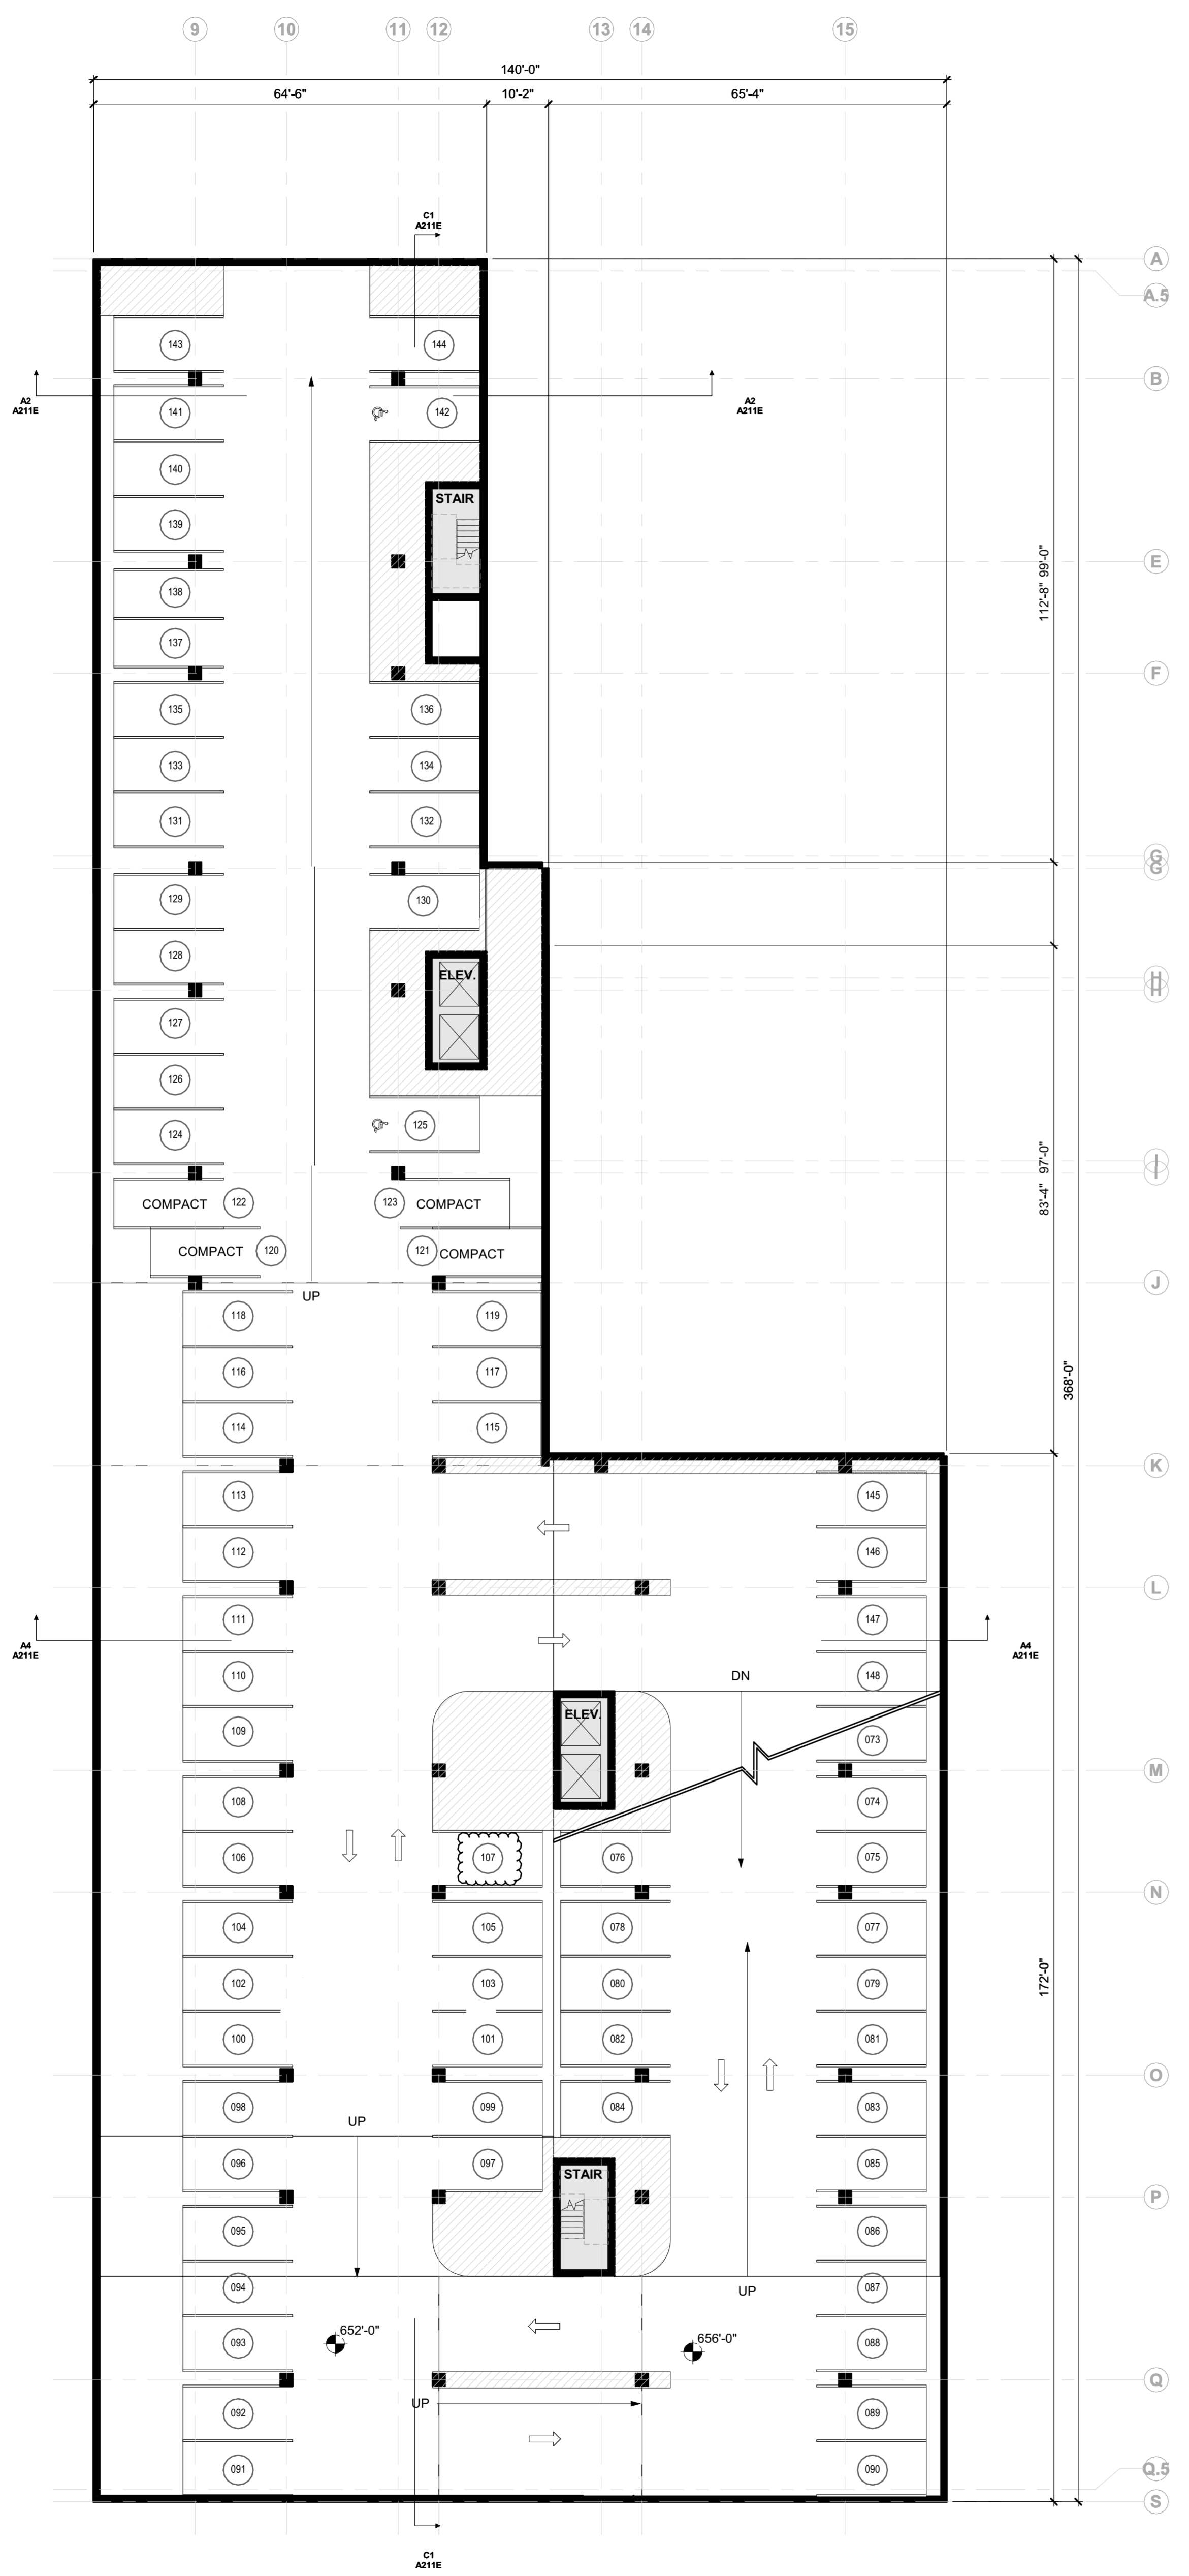 9 10 11 12 13 14 15
140'-0"
64'-6" 10'-2" 65'-4"
C1
A211E
A
A.5
143 144
B
A2
A211E
A2
A211E
141 142
140
STAIR
139
E
112'-8" 99'-0"
138
137
F
135 136
133 134
131 132
G
G
129 130
128
ELEV.
H
H
127
126
125
124
83'-4" 97'-0"
I
I
COMPACT 122 123 COMPACT
COMPACT 120 121 COMPACT
J
UP
118 119
116 117
368'-0"
114 115
K
113 145
112 146
L
111 147
A4
A211E
A4
A211E
110 DN 148
ELEV.
109 073
M
108 074
106 107 076 075
N
104 105 078 077
102 103 080 079
172'-0"
100 101 082 081
O
098 099 084 083
UP
096 097 085
STAIR
P
095 086
094 087
UP
652'-0" 656'-0"
093 088
Q
UP
092 089
091 090
Q.5
S
C1
A211E